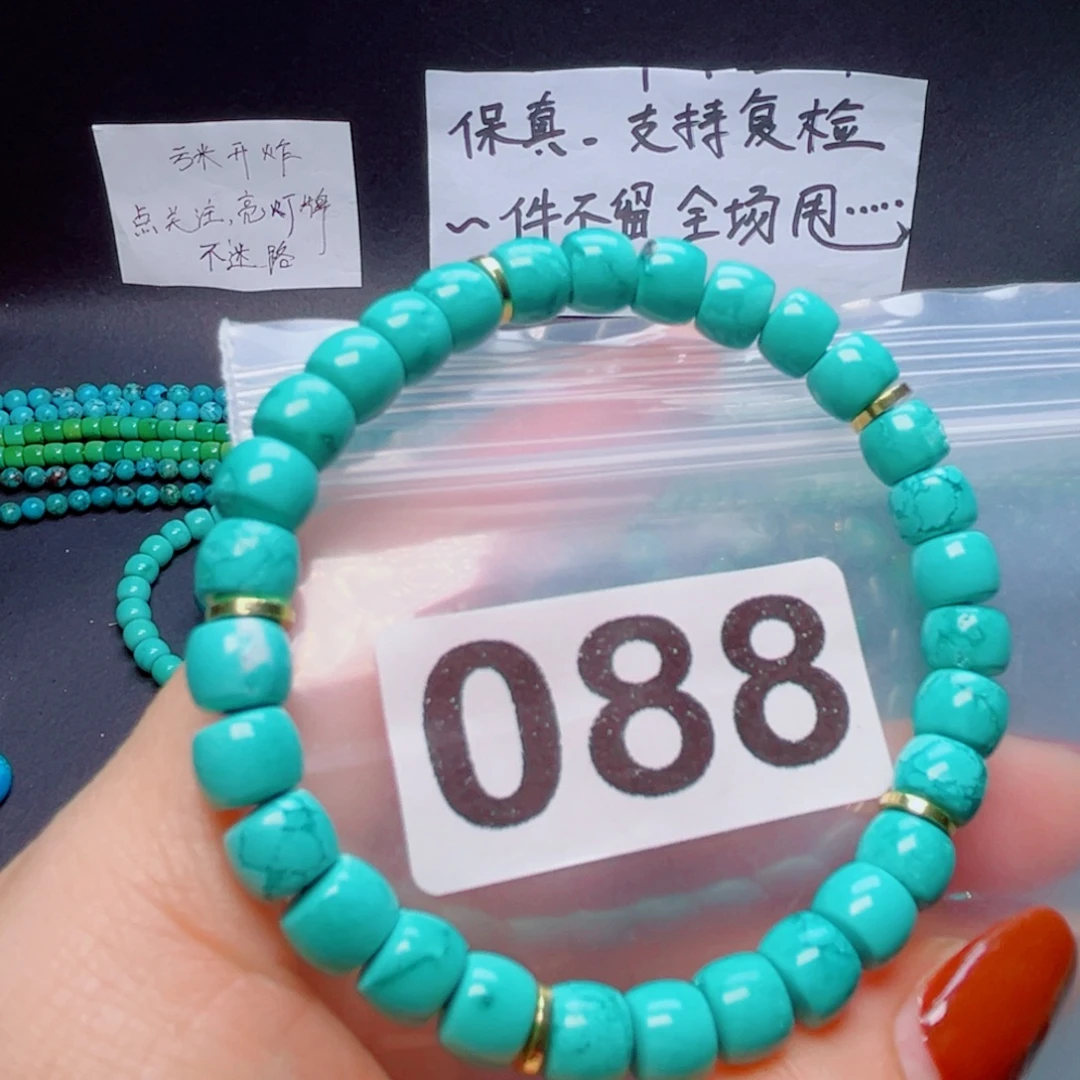 亏米开炸
点关注,亮灯牌
不迷路
保真。支持复检
一件不留 全场甩……
088